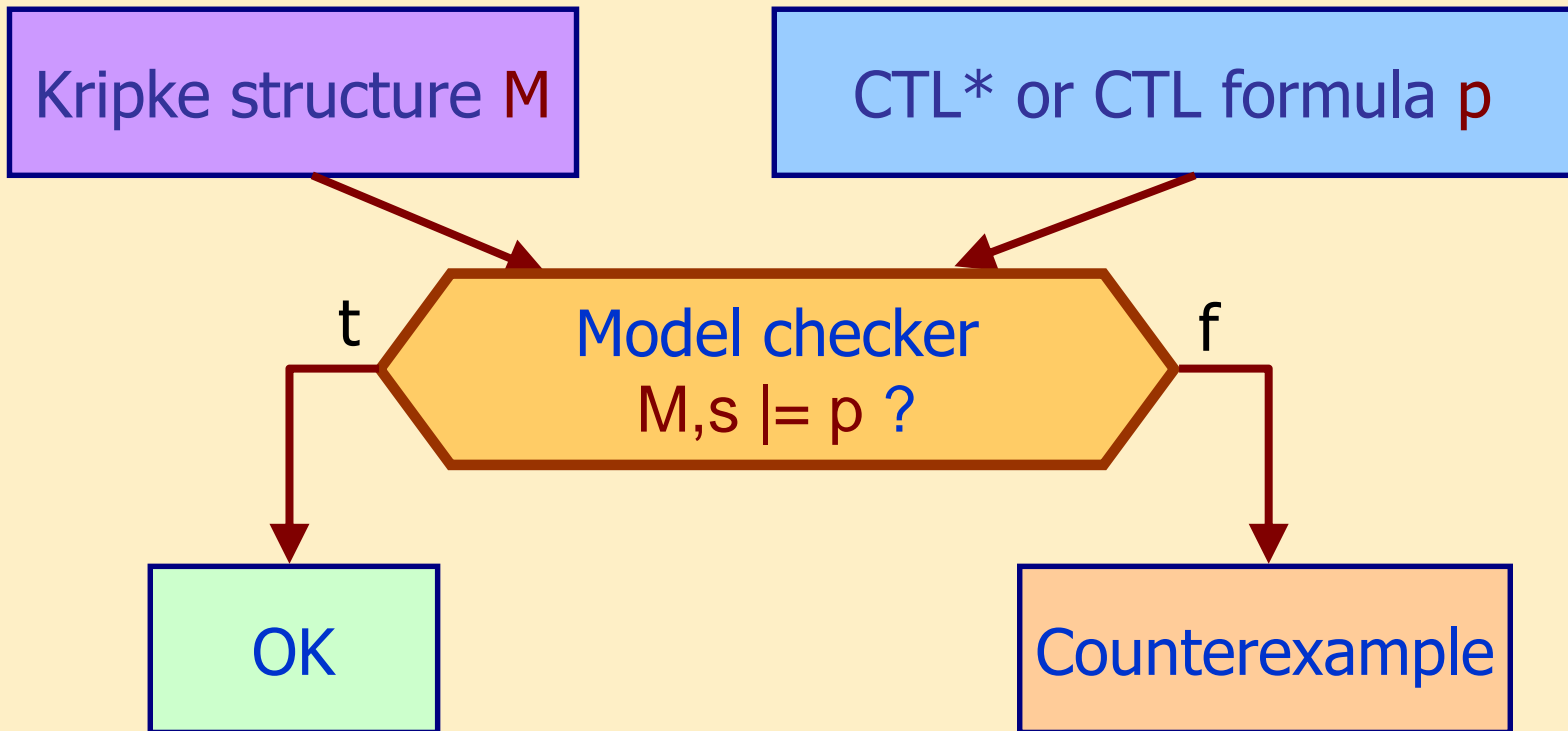 Kripke structure M
CTL* or CTL formula p
t
Model checker
f
M,s |= p ?
OK
Counterexample